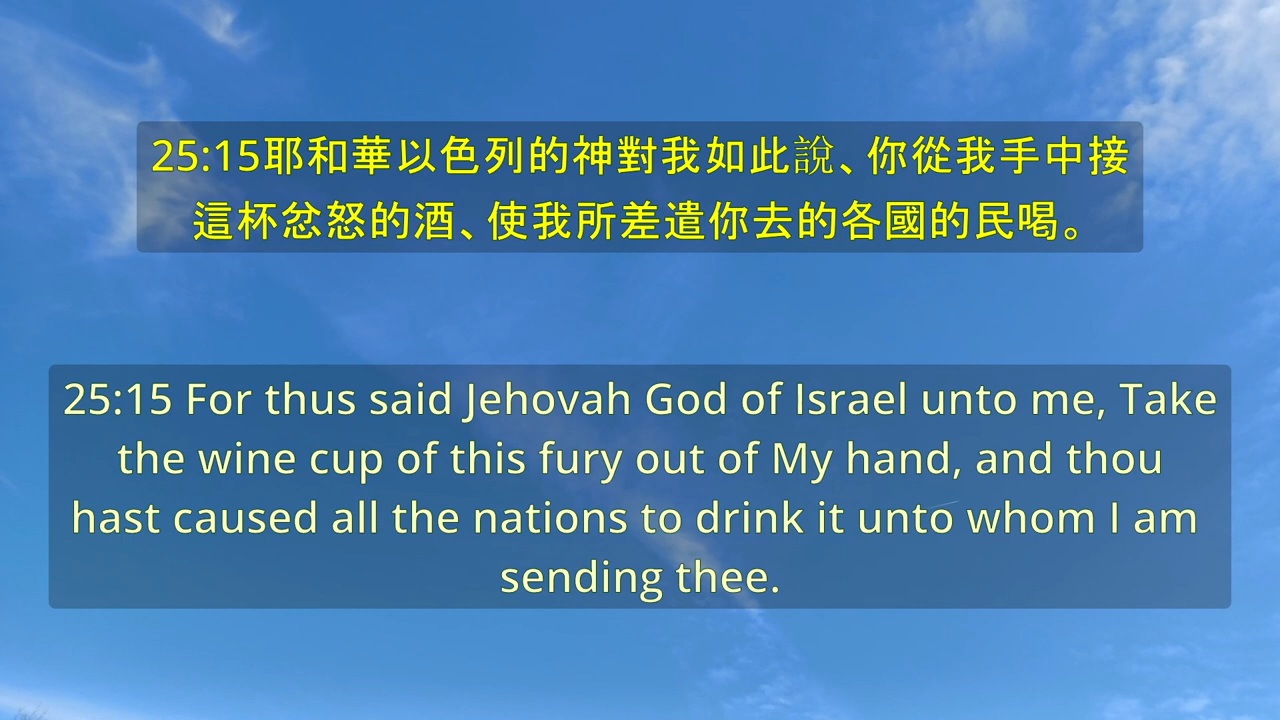 25:15耶和華以色列的神對我如此說、你從我手中接
這杯忿怒的酒、使我所差遣你去的各國的民喝。
25:15 For thus said Jehovah God of Israel unto me, Take
the wine cup of this fury out of My hand, and thou
hast caused all the nations to drink it unto whom I am
sending thee.